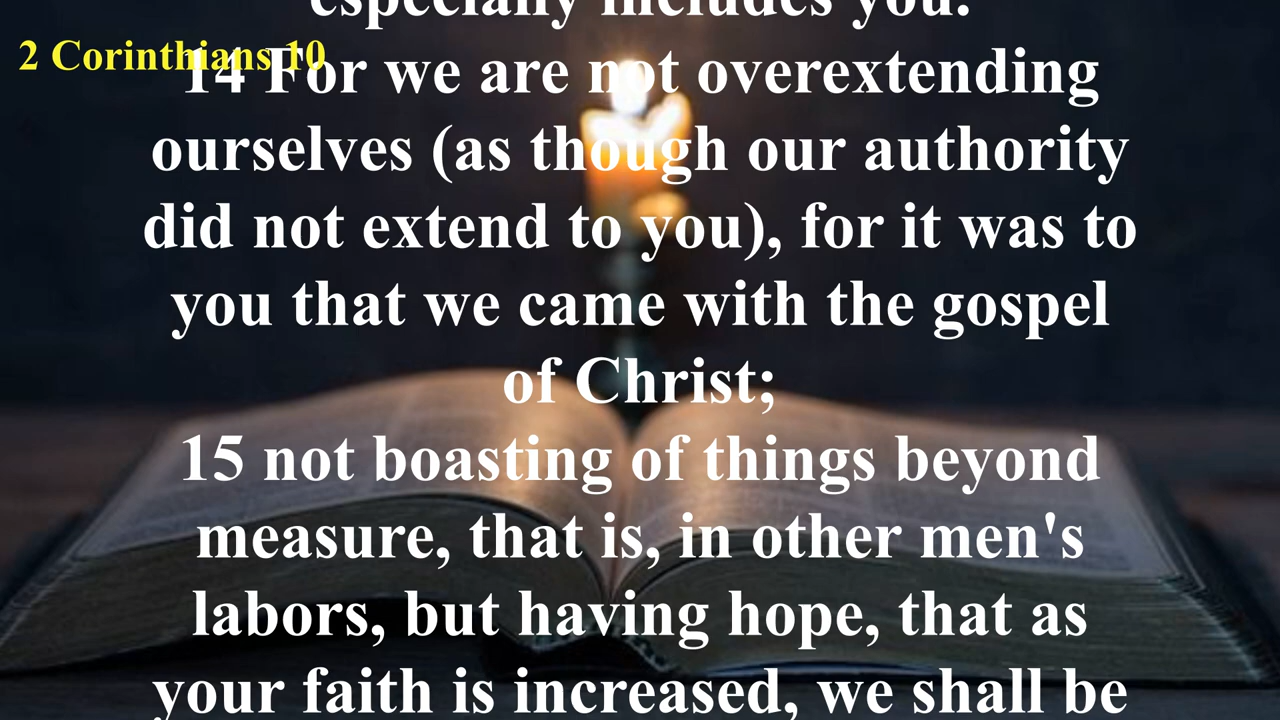 especially includes you.
2 Corinthians 10
14 For we are not overextending
ourselves (as though our authority
did not extend to you), for it was to
you that we came with the gospel
of Christ;
15 not boasting of things beyond
measure, that is, in other men's
labors, but having hope, that as
your faith is increased, we shall be